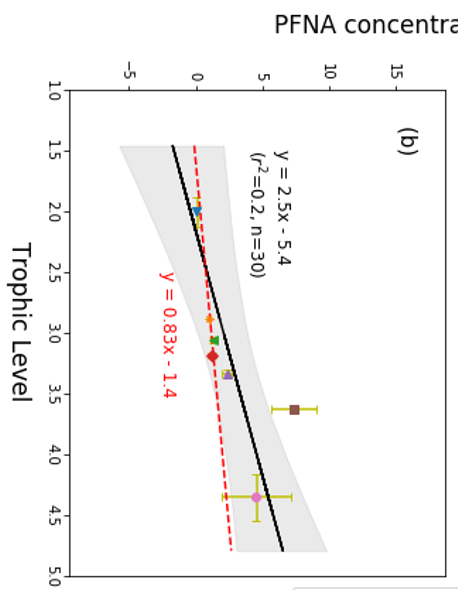 PFNA concentra
-5 0 5 10 15
1.0 1.5 2.0 2.5 3.0 3.5 4.0 4.5 5.0
(b)
y = 2.5x - 5.4
(r²=0.2, n=30)
y = 0.83x - 1.4
Trophic Level